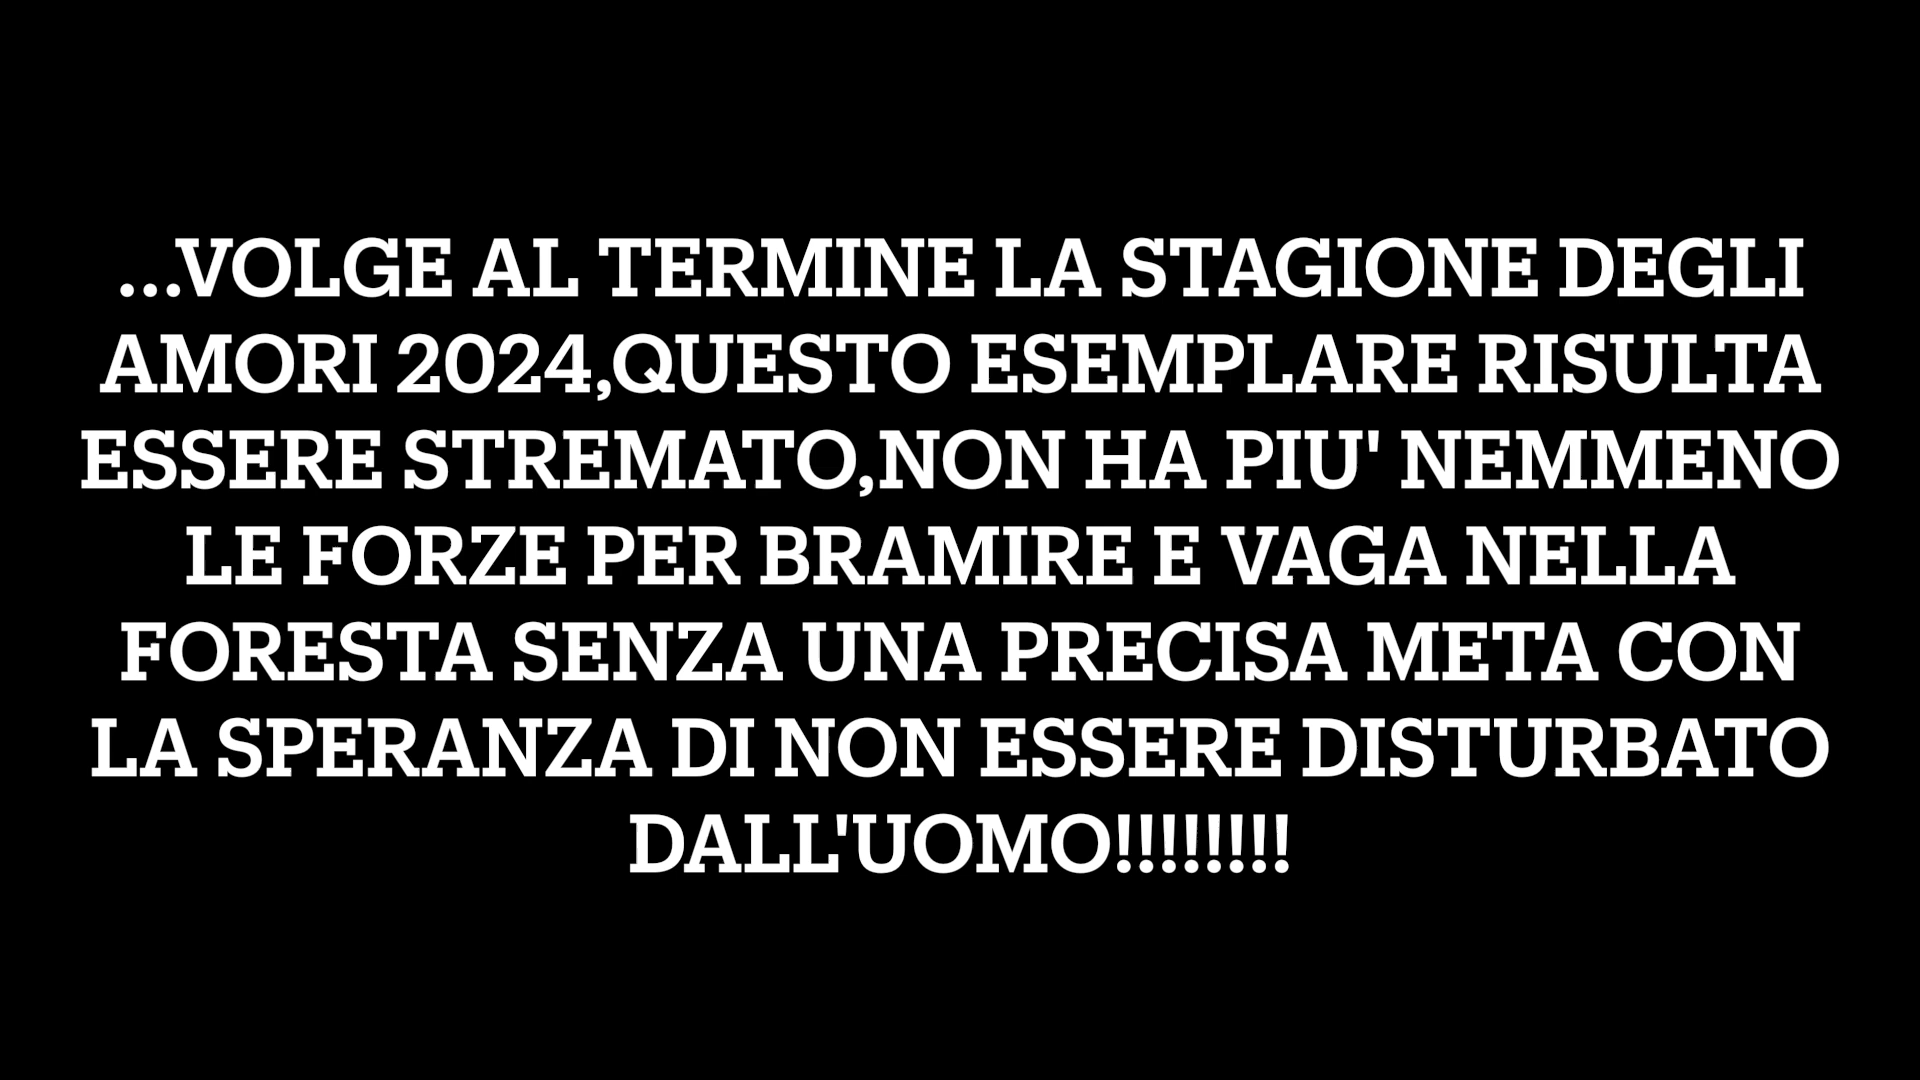 ...VOLGE AL TERMINE LA STAGIONE DEGLI
AMORI 2024,QUESTO ESEMPLARE RISULTA
ESSERE STREMATO,NON HA PIU' NEMMENO
LE FORZE PER BRAMIRE E VAGA NELLA
FORESTA SENZA UNA PRECISA META CON
LA SPERANZA DI NON ESSERE DISTURBATO
DALL'UOMO!!!!!!!!